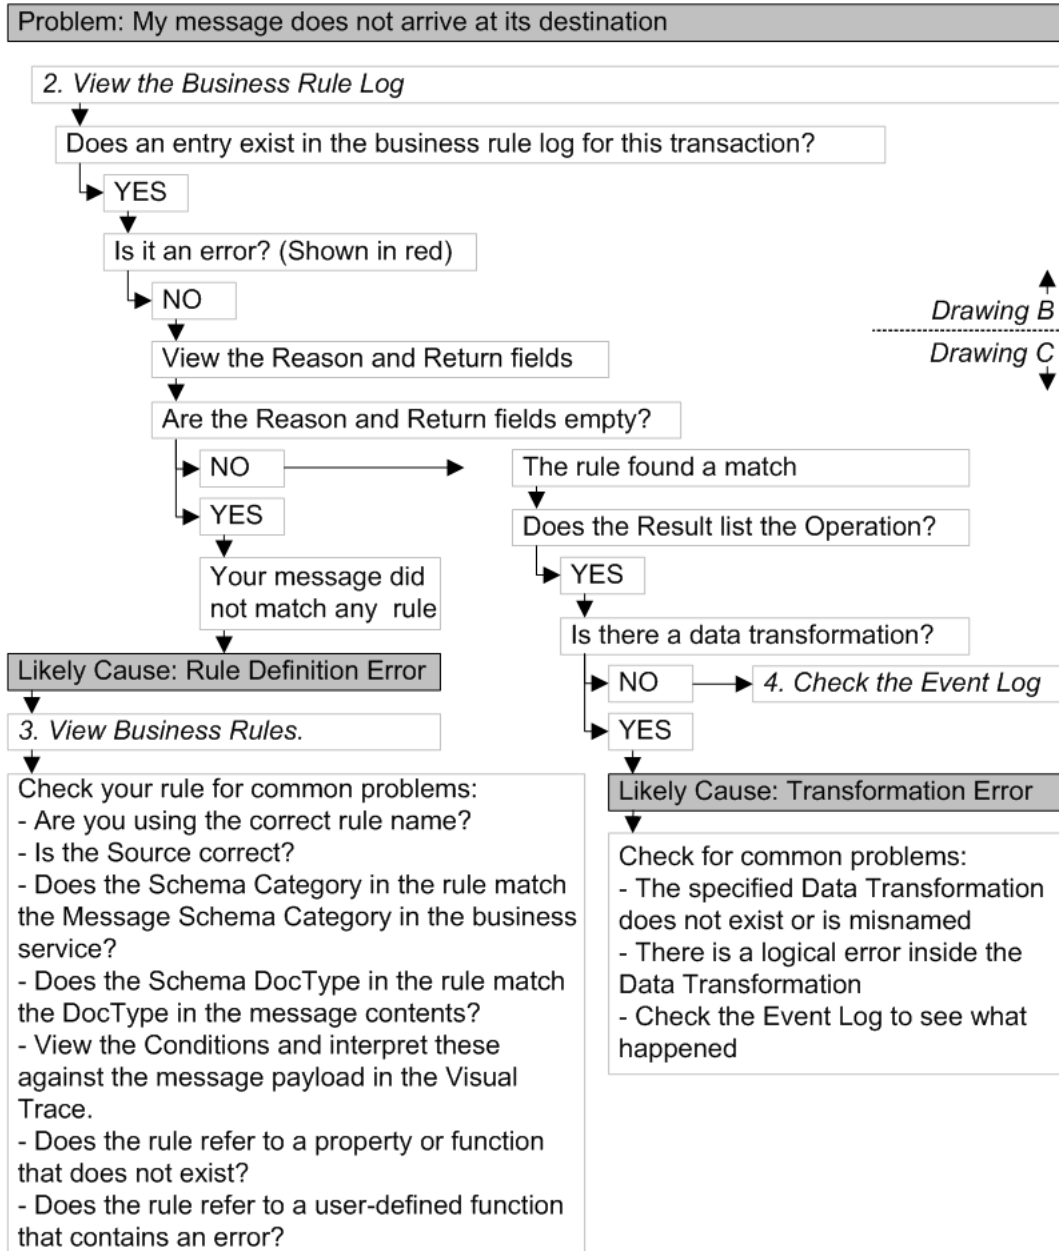 Problem: My message does not arrive at its destination
2. View the Business Rule Log
Does an entry exist in the business rule log for this transaction?
YES
Is it an error? (Shown in red)
NO
Drawing B
Drawing C
View the Reason and Return fields
Are the Reason and Return fields empty?
NO
YES
Your message did
not match any rule
Likely Cause: Rule Definition Error
3. View Business Rules.
Check your rule for common problems:
- Are you using the correct rule name?
- Is the Source correct?
- Does the Schema Category in the rule match
the Message Schema Category in the business
service?
- Does the Schema DocType in the rule match
the DocType in the message contents?
- View the Conditions and interpret these
against the message payload in the Visual
Trace.
- Does the rule refer to a property or function
that does not exist?
- Does the rule refer to a user-defined function
that contains an error?
The rule found a match
Does the Result list the Operation?
YES
Is there a data transformation?
NO
4. Check the Event Log
YES
Likely Cause: Transformation Error
Check for common problems:
- The specified Data Transformation
does not exist or is misnamed
- There is a logical error inside the
Data Transformation
- Check the Event Log to see what
happened